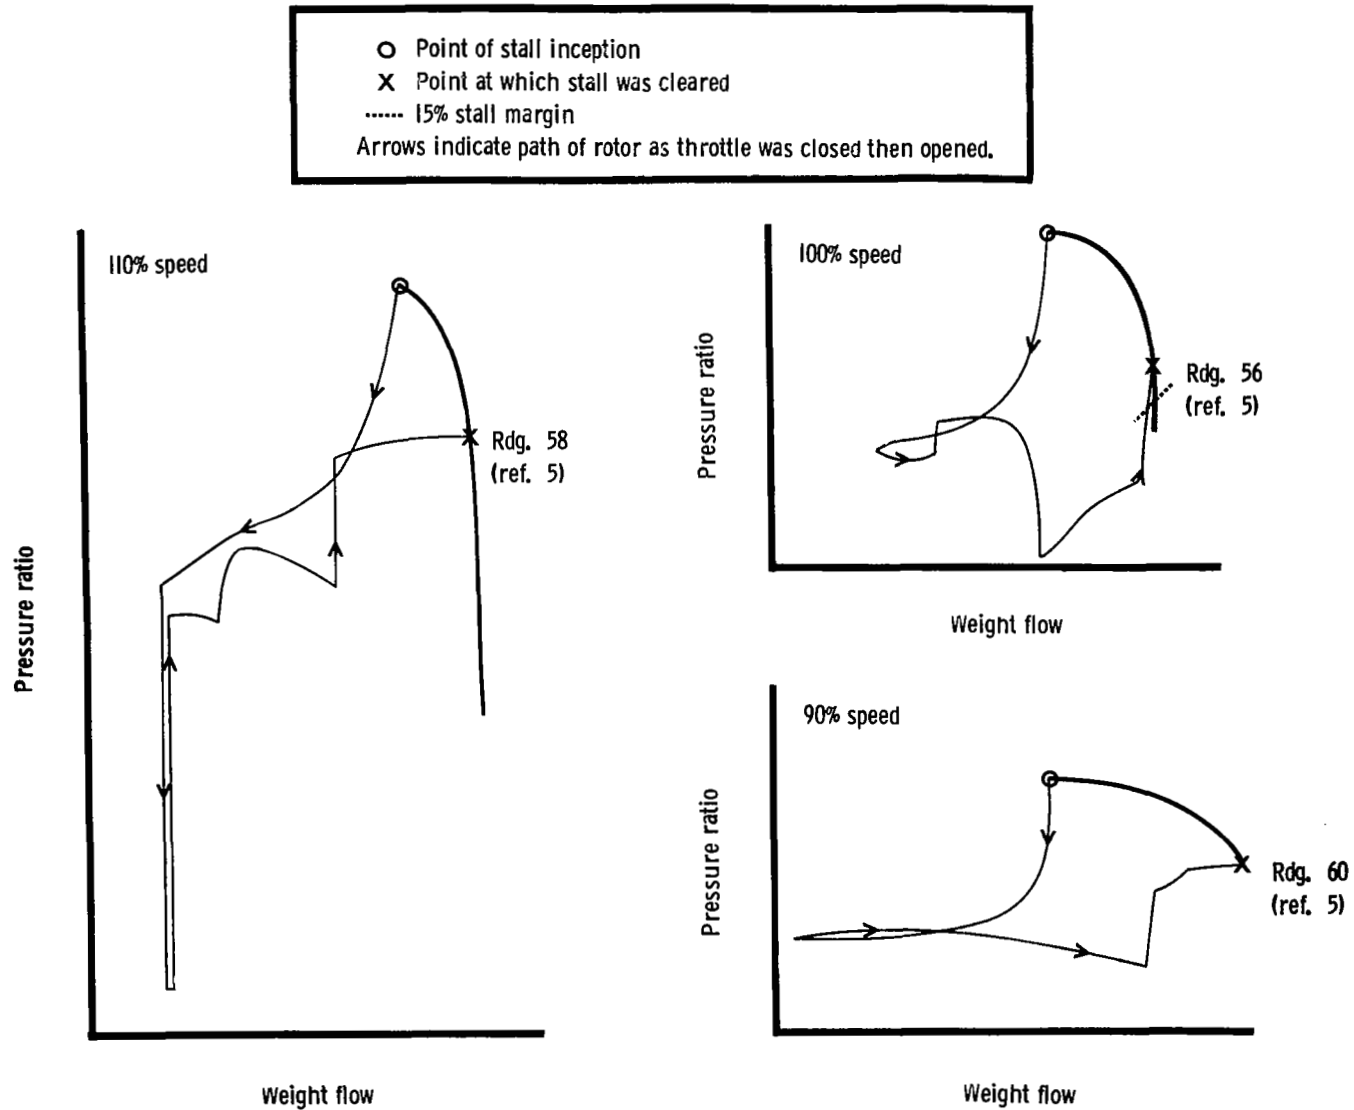 Point of stall inception
Point at which stall was cleared
15% stall margin
Arrows indicate path of rotor as throttle was closed then opened.
110% speed
Rdg. 58
(ref. 5)
Pressure ratio
Weight flow
100% speed
Rdg. 56
(ref. 5)
Pressure ratio
Weight flow
90% speed
Rdg. 60
(ref. 5)
Pressure ratio
Weight flow